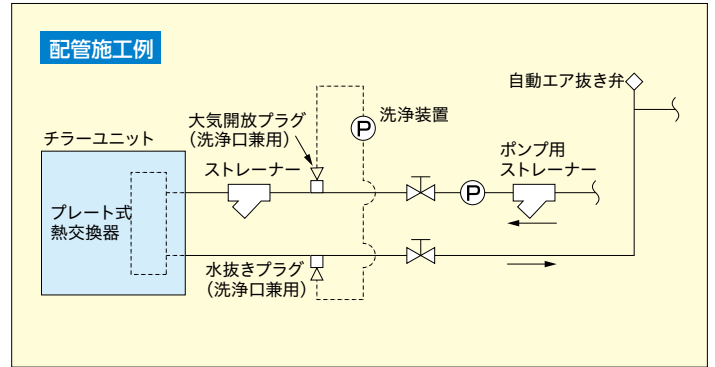 配管施工例
自動エア抜き弁
大気開放プラグ
（洗浄口兼用）
洗浄装置
P
チラーユニット
ストレーナー
ポンプ用
ストレーナー
P
プレート式
熱交換器
水抜きプラグ
（洗浄口兼用）